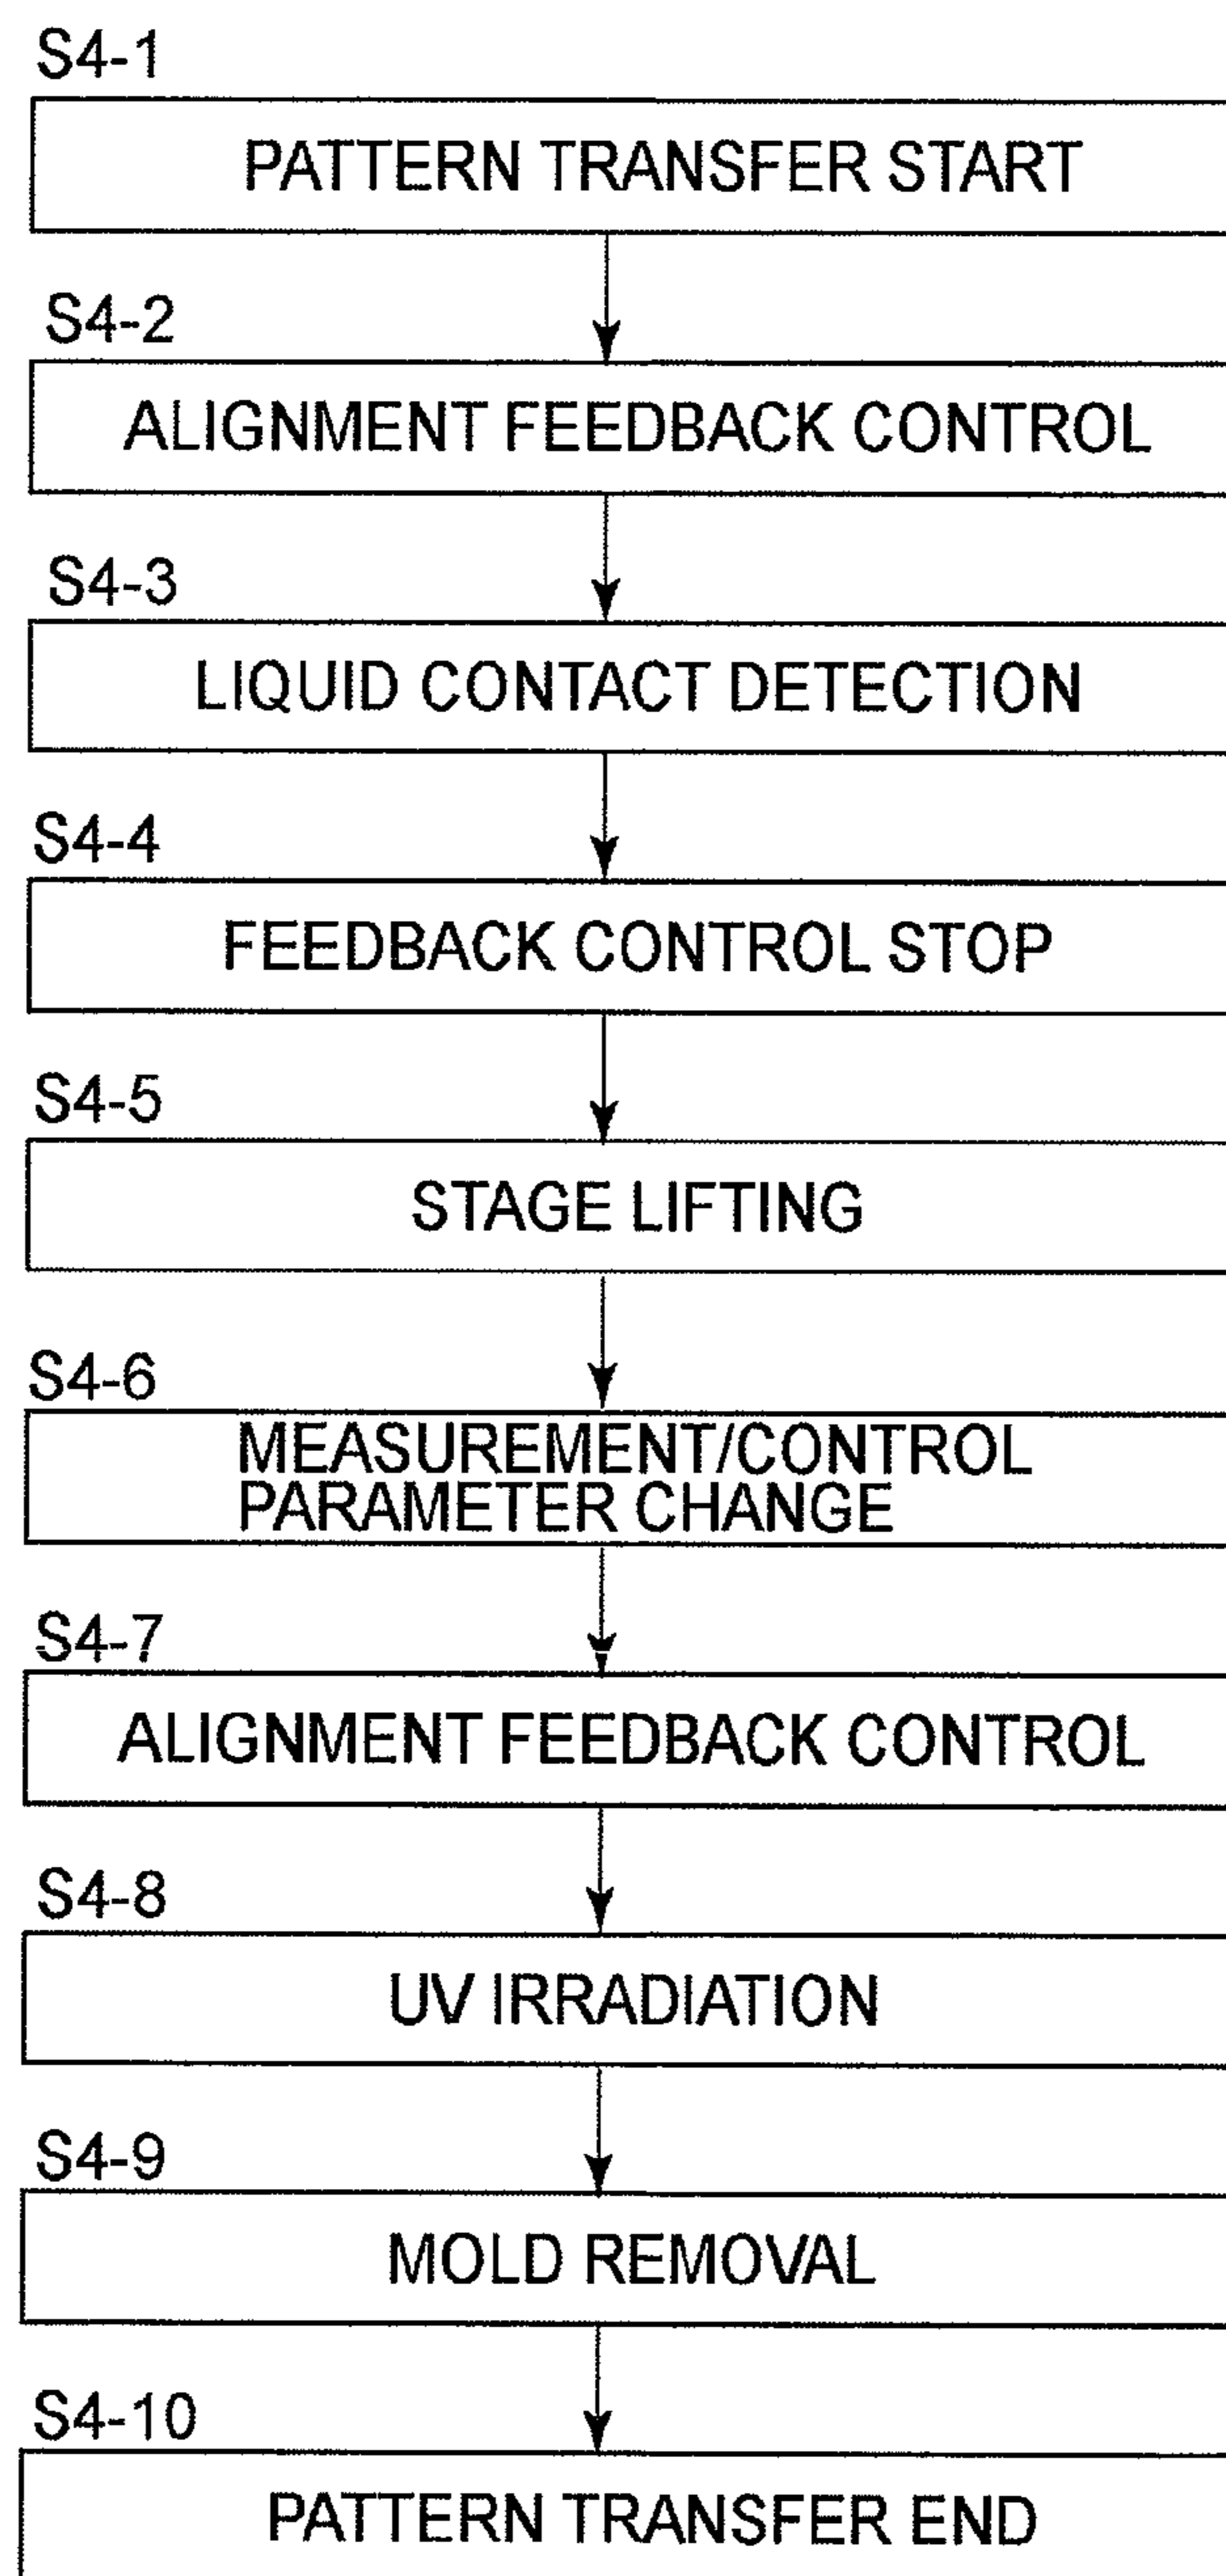 S4-1
PATTERN TRANSFER START
S4-2
ALIGNMENT FEEDBACK CONTROL
S4-3
LIQUID CONTACT DETECTION
S4-4
FEEDBACK CONTROL STOP
S4-5
STAGE LIFTING
S4-6
MEASUREMENT/CONTROL
PARAMETER CHANGE
S4-7
ALIGNMENT FEEDBACK CONTROL
S4-8
UV IRRADIATION
S4-9
MOLD REMOVAL
S4-10
PATTERN TRANSFER END